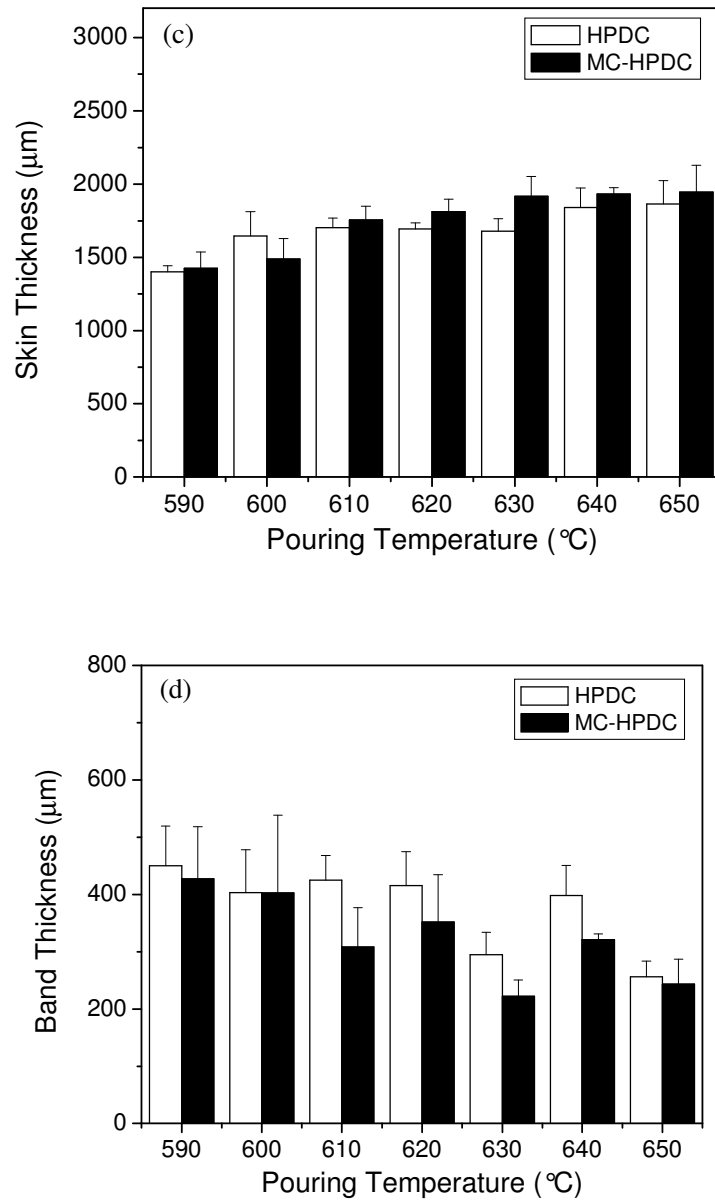 (c)
HPDC
MC-HPDC
3000
2500
2000
1500
1000
500
0
Skin Thickness (μm)
590 600 610 620 630 640 650
Pouring Temperature (°C)
(d)
HPDC
MC-HPDC
800
600
400
200
0
Band Thickness (μm)
590 600 610 620 630 640 650
Pouring Temperature (°C)